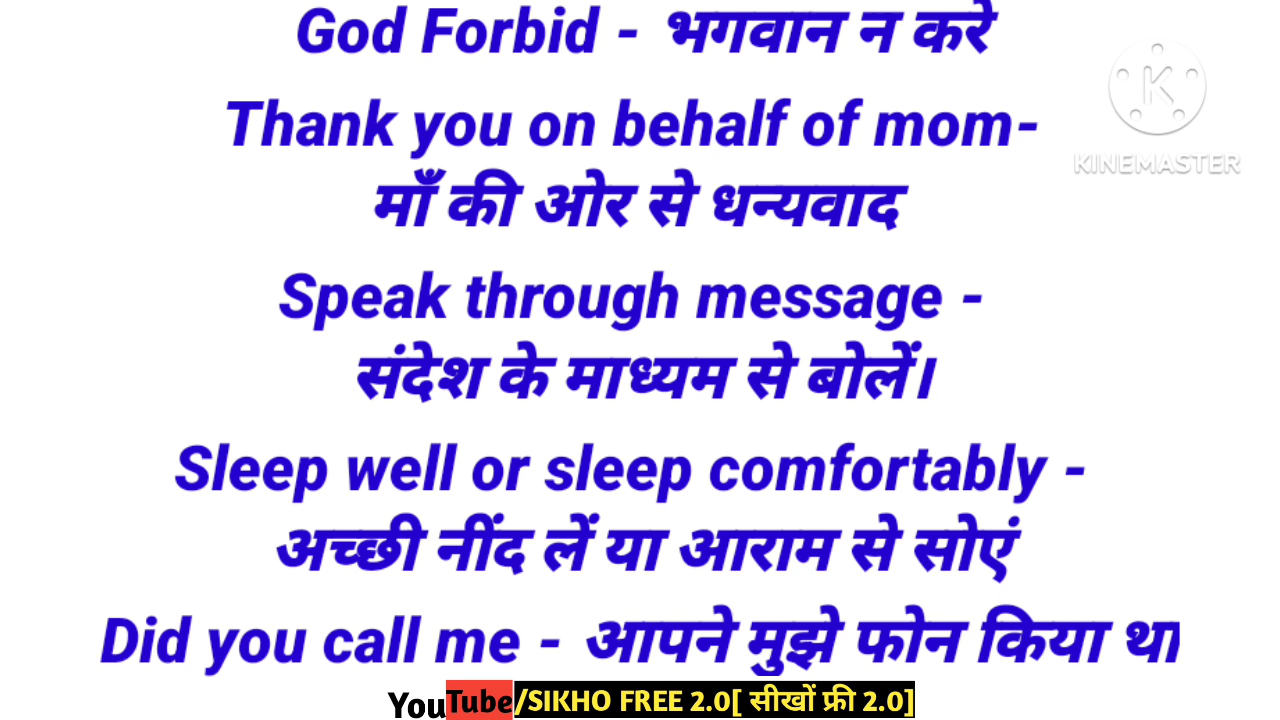 God Forbid - भगवान न करे
Thank you on behalf of mom-
माँ की ओर से धन्यवाद
Speak through message -
संदेश के माध्यम से बोलें।
Sleep well or sleep comfortably -
अच्छी नींद लें या आराम से सोएं
Did you call me - आपने मुझे फोन किया था
K
KINEMASTER
YouTube/SIKHO FREE 2.0[ सीखों फ्री 2.0]